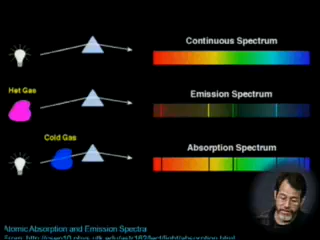 Continuous Spectrum
Hot Gas
Emission Spectrum
Cold Gas
Absorption Spectrum
Atomic Absorption and Emission Spectra